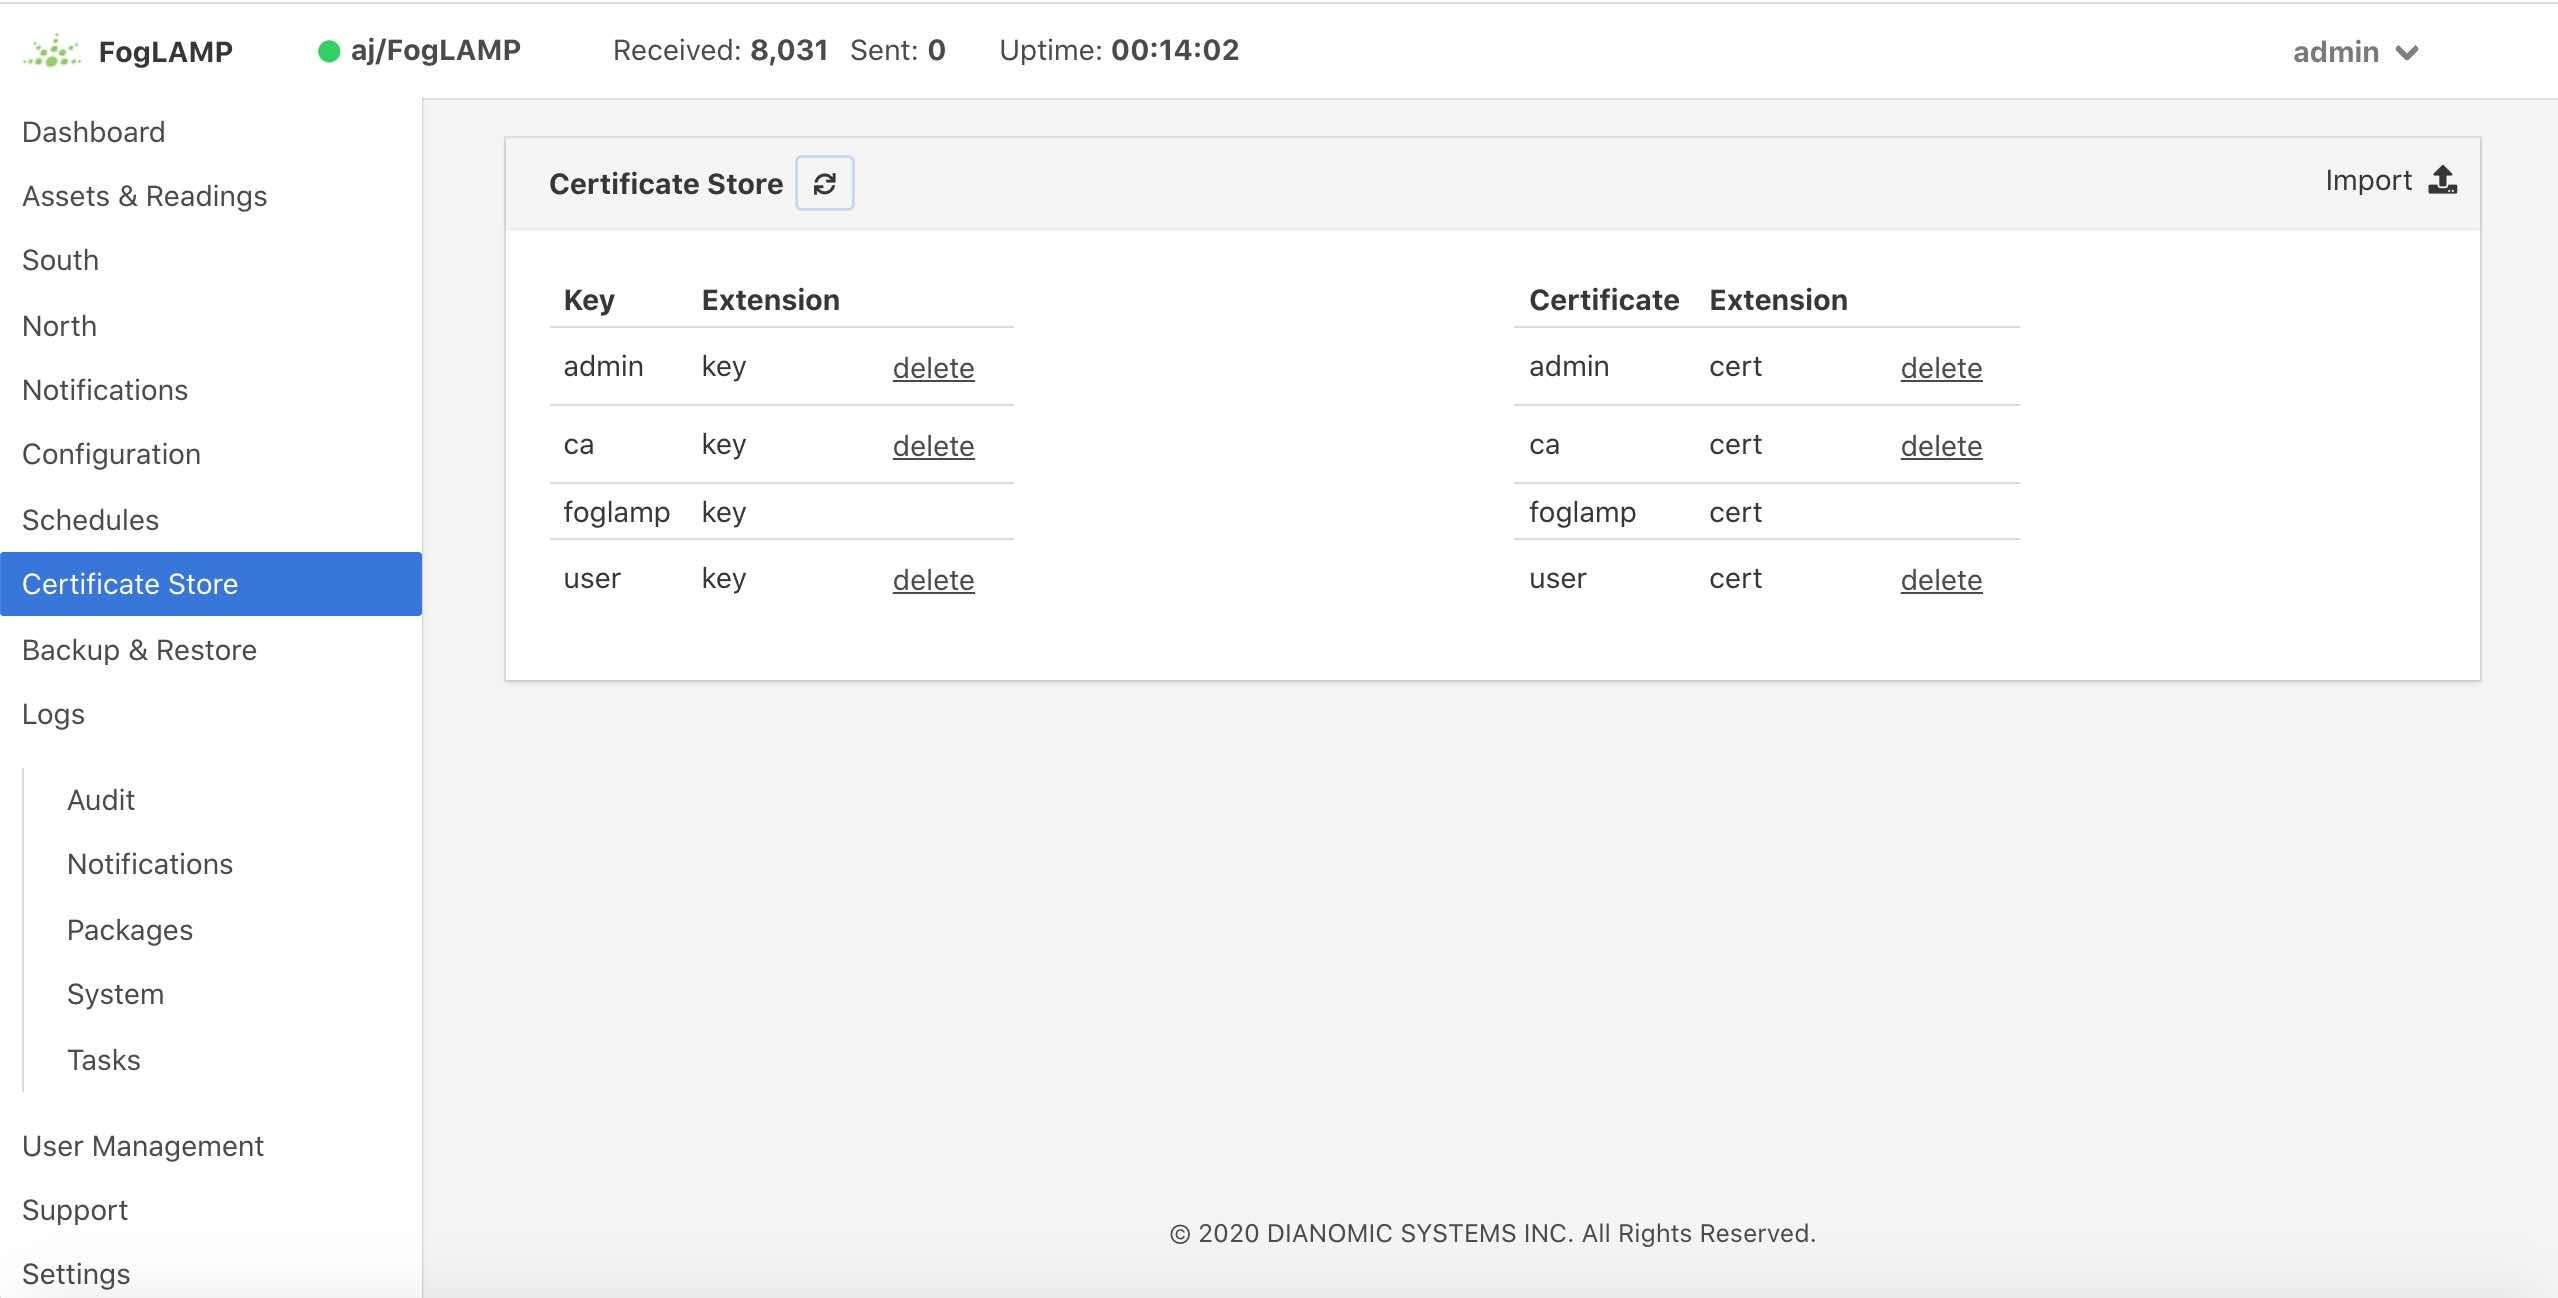 FogLAMP
aj/FogLAMP
Received: 8,031 Sent: 0
Uptime: 00:14:02
admin
Dashboard
Assets & Readings
South
North
Notifications
Configuration
Schedules
Certificate Store
Backup & Restore
Logs
Audit
Notifications
Packages
System
Tasks
User Management
Support
Settings
Certificate Store
Import
Key Extension
admin key delete
ca key delete
foglamp key
user key delete
Certificate Extension
admin cert delete
ca cert delete
foglamp cert
user cert delete
© 2020 DIANOMIC SYSTEMS INC. All Rights Reserved.